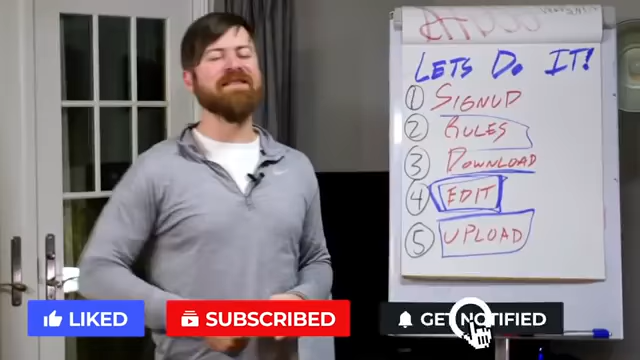 LETS DO IT!
1 SIGNUP
2 RULES
3 DOWNLOAD
4 EDIT
5 UPLOAD
LIKED
SUBSCRIBED
GET NOTIFIED